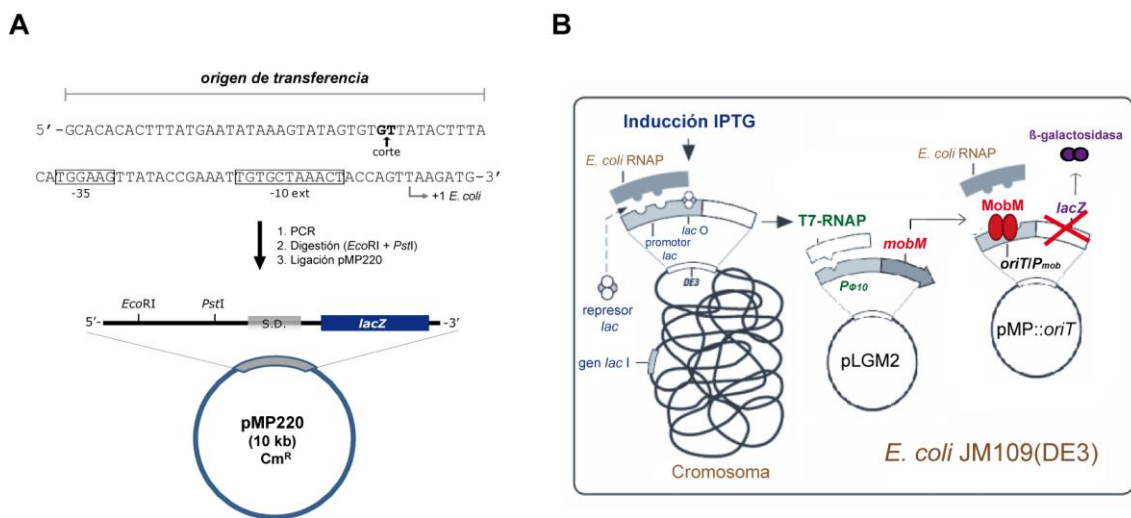 A
origen de transferencia
5'-GCACACACTTTATGAATATAAAGTATAGTGTGTTATACTTTA
corte
CATGGAAGTTATACCGAAATTGTGCTAAACTACCAGTTAAGATG-3'
-35
-10 ext
+1 E. coli
1. PCR
2. Digestión (EcoRI + PstI)
3. Ligación pMP220
EcoRI
PstI
5'-
S.D.
lacZ
-3'
pMP220
(10 kb)
CmR
B
Inducción IPTG
E. coli RNAP
lac O
promotor
lac
DE3
represor
lac
gen lac I
Cromosoma
T7-RNAP
mobM
PΦ10
pLGM2
E. coli
RNAP
ß-galactosidasa
MobM
lacZ
oriT/Pmob
pMP::oriT
E. coli JM109(DE3)